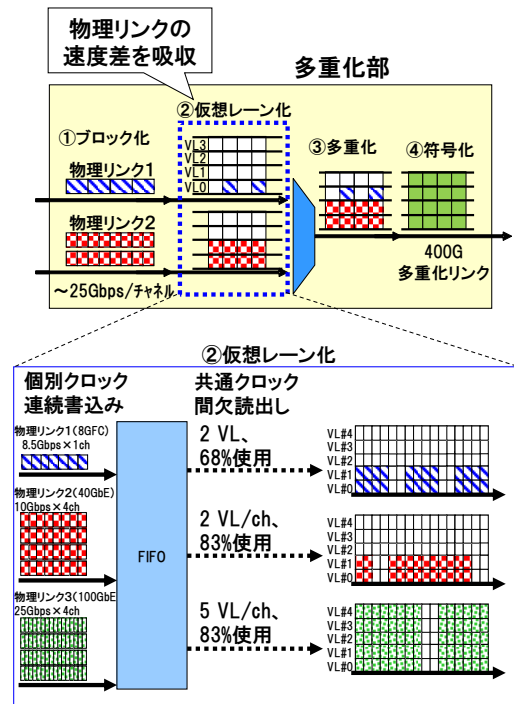 物理リンクの
速度差を吸収
多重化部
②仮想レーン化
①ブロック化
VL3
VL2
VL1
VL0
③多重化
④符号化
物理リンク1
物理リンク2
～25Gbps/チャネル
400G
多重化リンク
②仮想レーン化
個別クロック
連続書込み
共通クロック
間欠読出し
物理リンク1(8GFC)
8.5Gbps×1ch
2 VL、
68%使用
VL#4
VL#3
VL#2
VL#1
VL#0
物理リンク2(40GbE)
10Gbps×4ch
FIFO
2 VL/ch、
83%使用
VL#4
VL#3
VL#2
VL#1
VL#0
物理リンク3(100GbE
25Gbps×4ch
5 VL/ch、
83%使用
VL#4
VL#3
VL#2
VL#1
VL#0